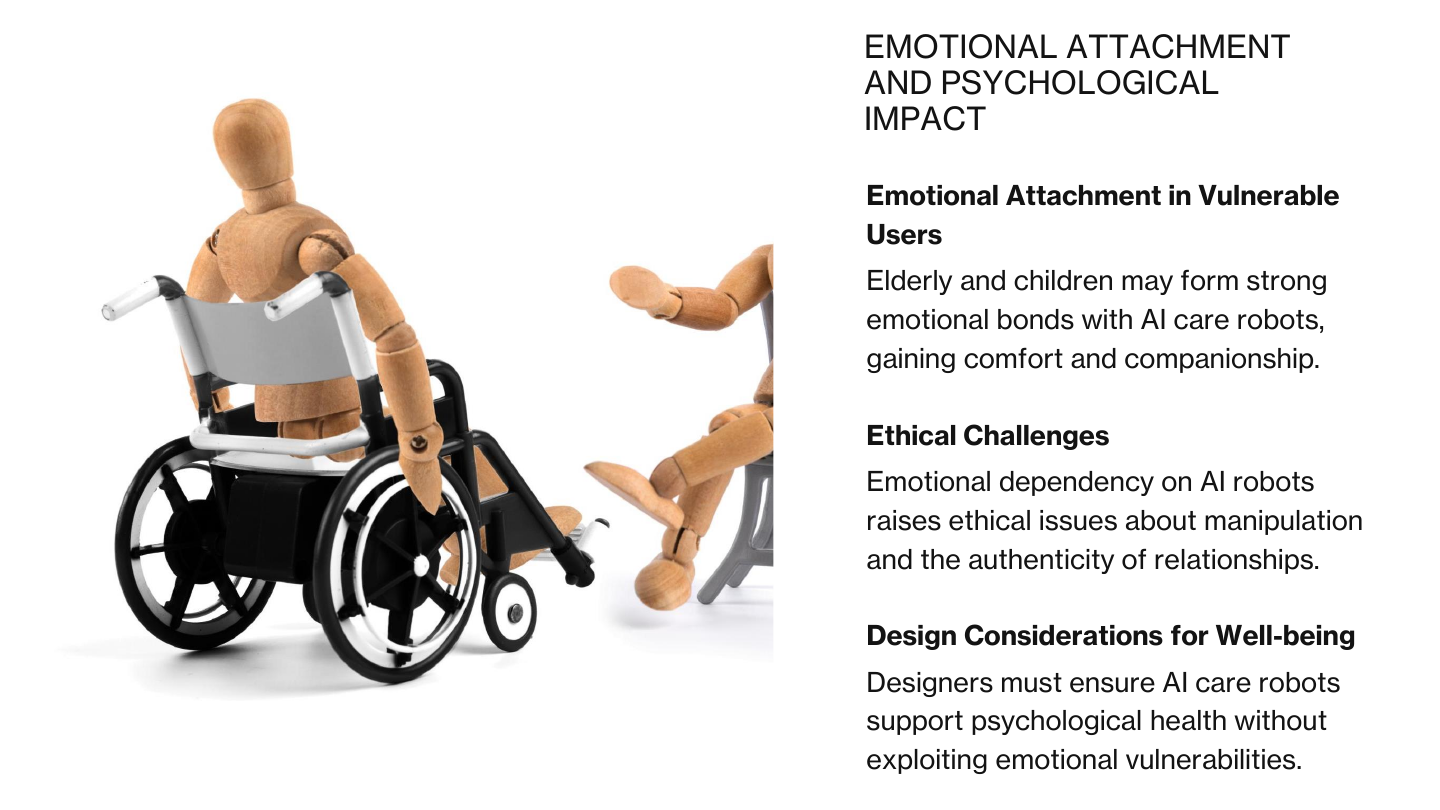 EMOTIONAL ATTACHMENT
AND PSYCHOLOGICAL
IMPACT
Emotional Attachment in Vulnerable
Users
Elderly and children may form strong
emotional bonds with AI care robots,
gaining comfort and companionship.
Ethical Challenges
Emotional dependency on AI robots
raises ethical issues about manipulation
and the authenticity of relationships.
Design Considerations for Well-being
Designers must ensure AI care robots
support psychological health without
exploiting emotional vulnerabilities.